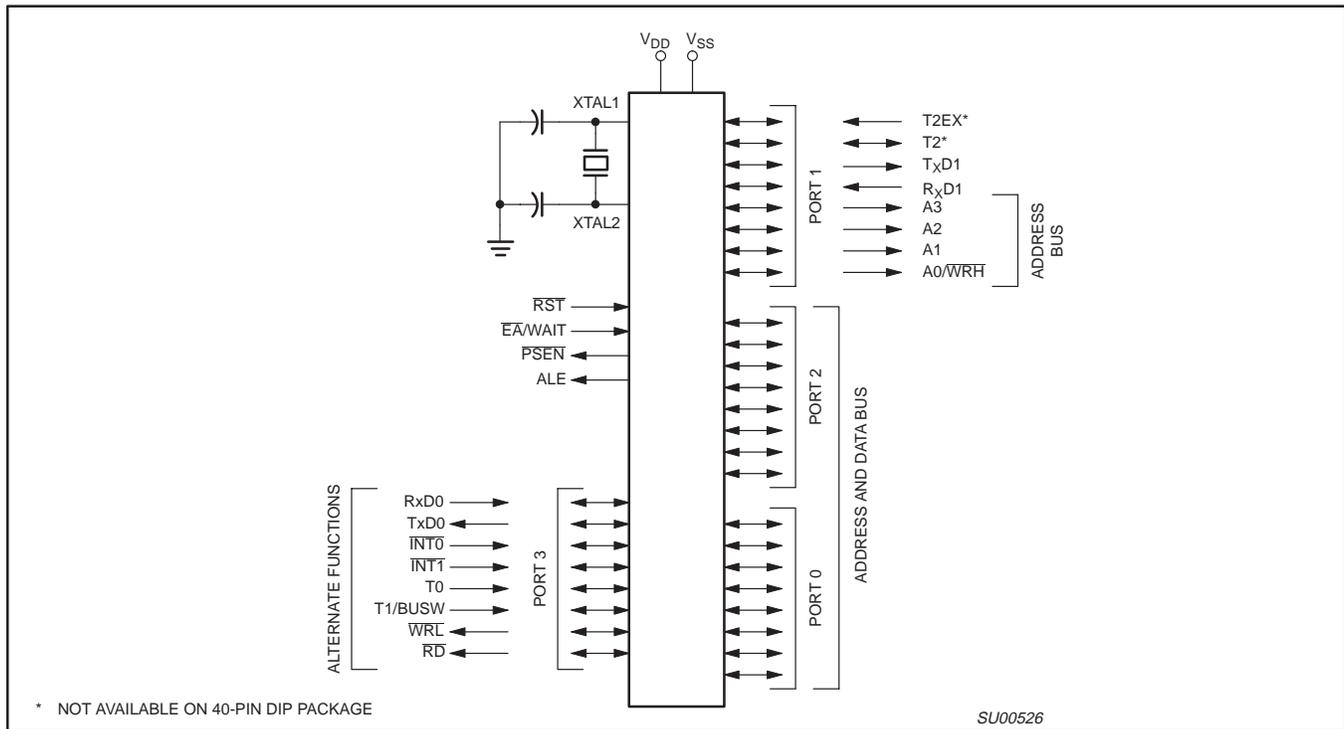 VDD
VSS
XTAL1
XTAL2
RST
EA/WAIT
PSEN
ALE
ALTERNATE FUNCTIONS
RxD0
TxD0
INT0
INT1
T0
T1/BUSW
WRL
RD
PORT 3
PORT 1
T2EX*
T2*
TXD1
RXD1
A3
A2
A1
A0/WRH
ADDRESS
BUS
PORT 2
PORT 0
ADDRESS AND DATA BUS
* NOT AVAILABLE ON 40-PIN DIP PACKAGE
SU00526